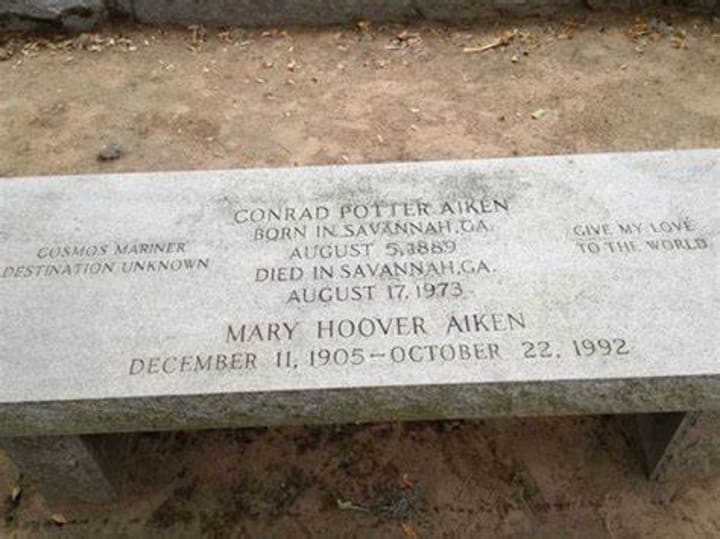 COSMOS MARINER
DESTINATION UNKNOWN
CONRAD POTTER AIKEN
BORN IN SAVANNAH, GA.
AUGUST 5, 1889
DIED IN SAVANNAH, GA.
AUGUST 17, 1973
GIVE MY LOVE
TO THE WORLD
MARY HOOVER AIKEN
DECEMBER 11, 1905–OCTOBER 22, 1992